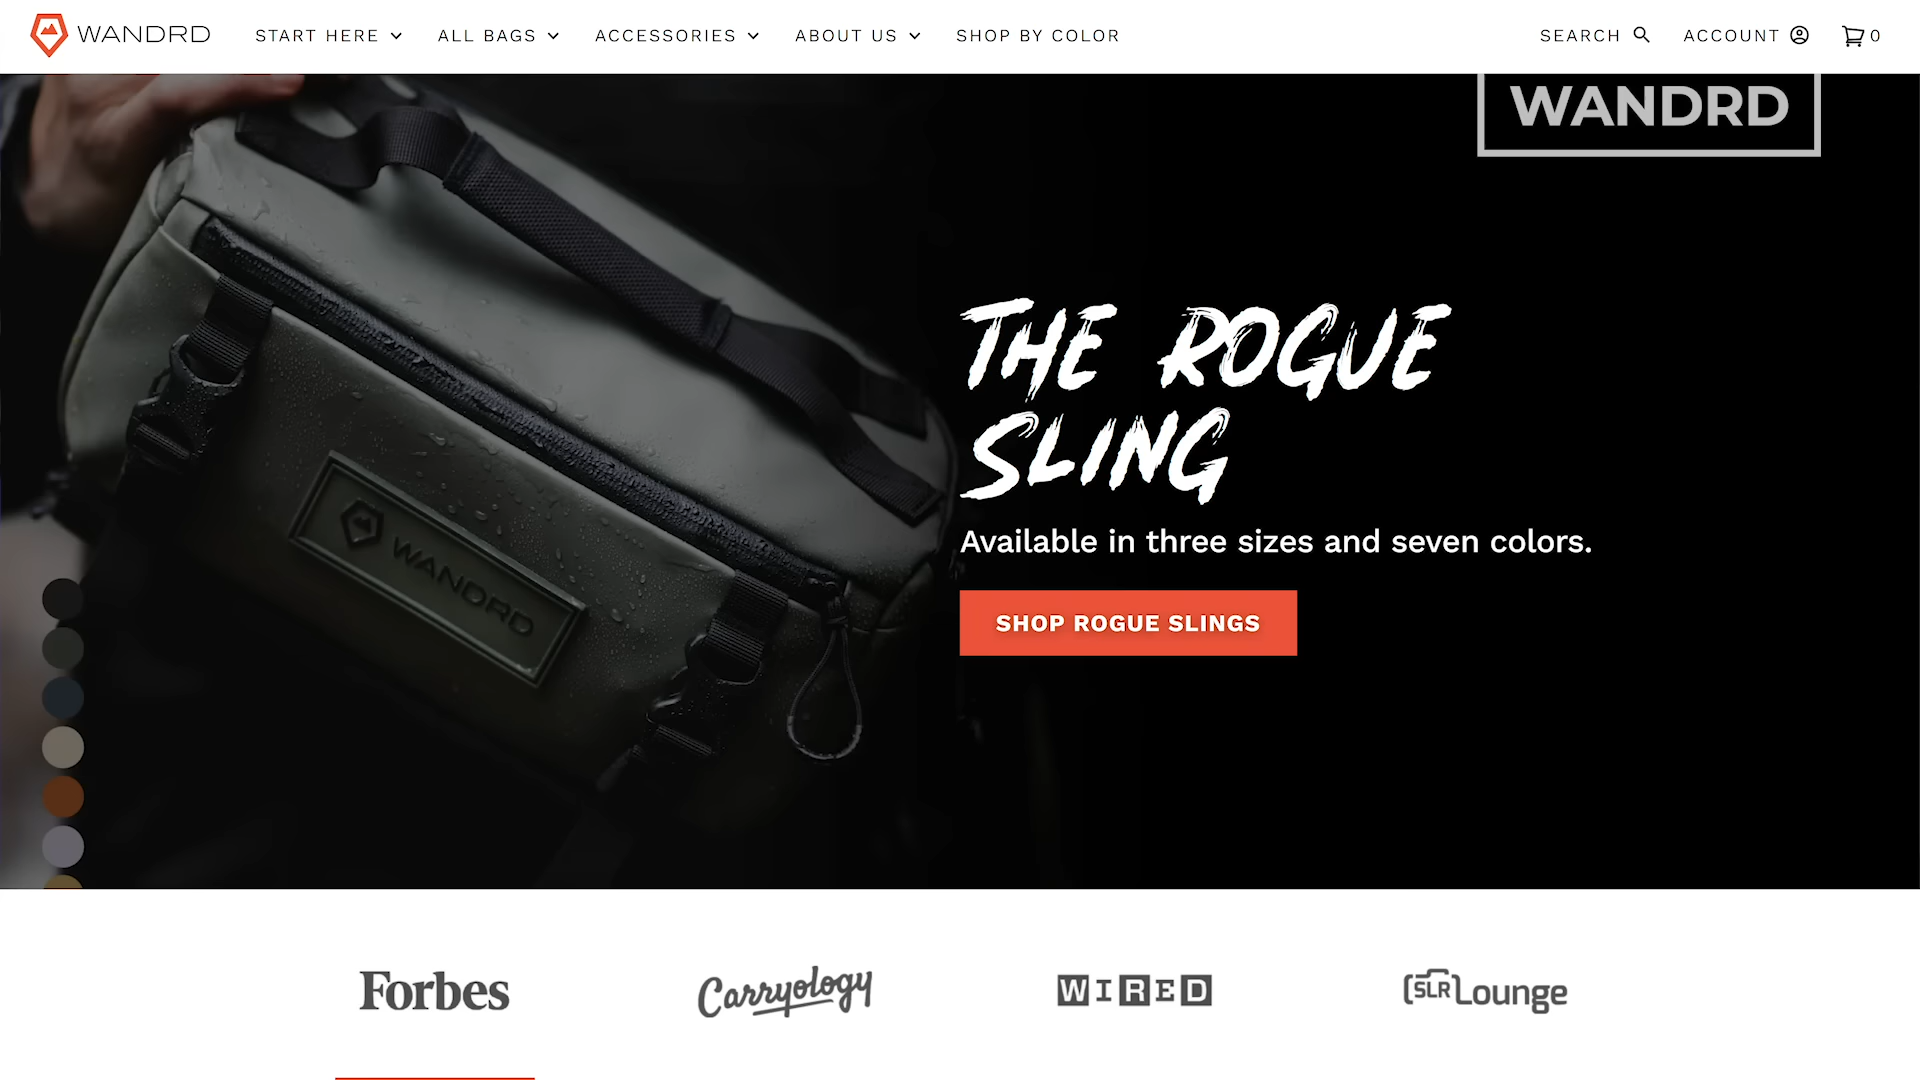 WANDRD
START HERE
ALL BAGS
ACCESSORIES
ABOUT US
SHOP BY COLOR
SEARCH
ACCOUNT
0
WANDRD
THE ROGUE
SLING
Available in three sizes and seven colors.
SHOP ROGUE SLINGS
WANDRD
Forbes
Carryology
WIRED
SLR Lounge